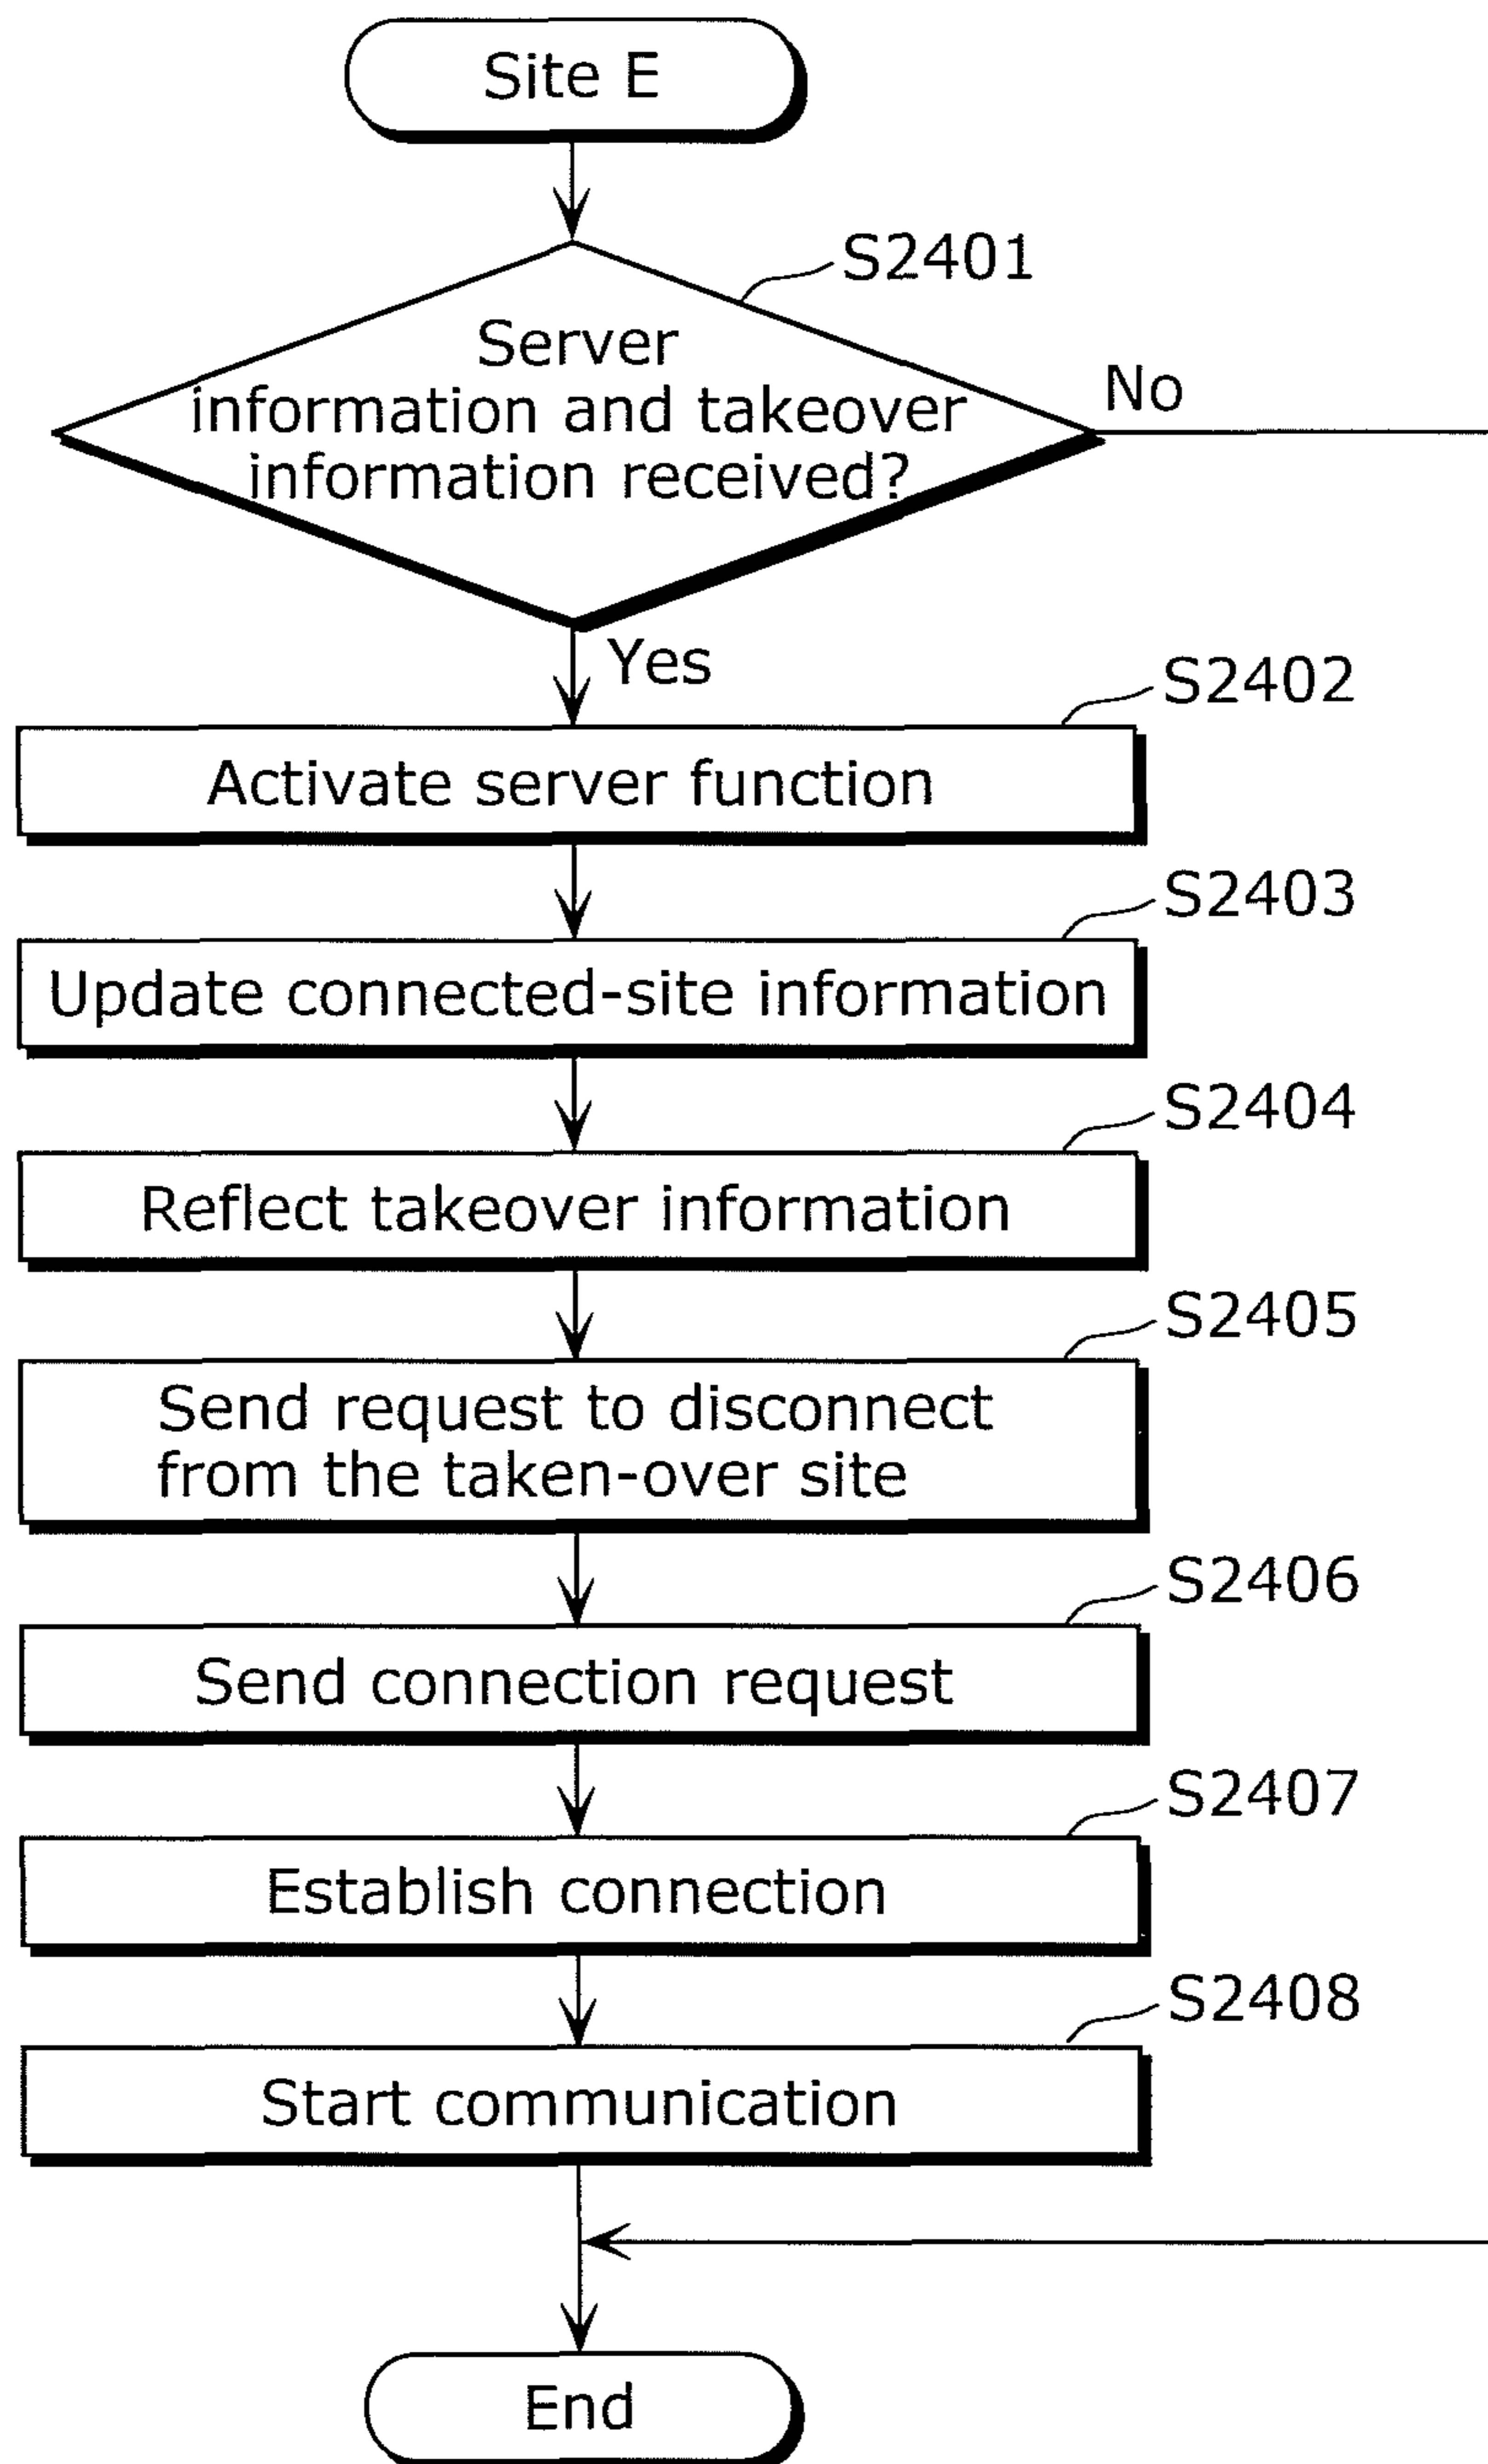 Site E
S2401
Server
information and takeover
information received?
No
Yes
S2402
Activate server function
S2403
Update connected-site information
S2404
Reflect takeover information
S2405
Send request to disconnect
from the taken-over site
S2406
Send connection request
S2407
Establish connection
S2408
Start communication
End